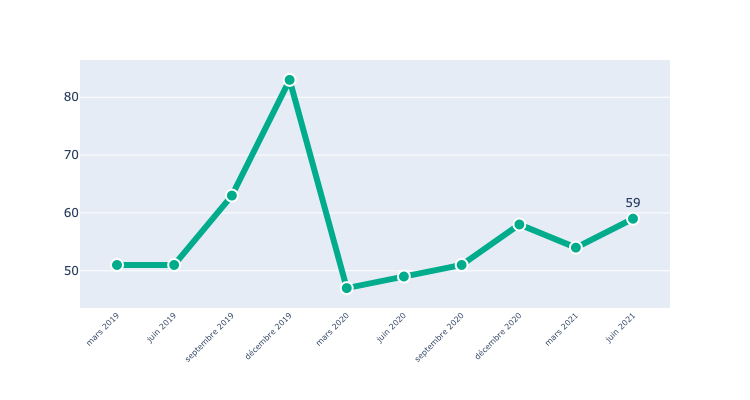 80
70
60
50
59
mars 2019
juin 2019
septembre 2019
décembre 2019
mars 2020
juin 2020
septembre 2020
décembre 2020
mars 2021
juin 2021